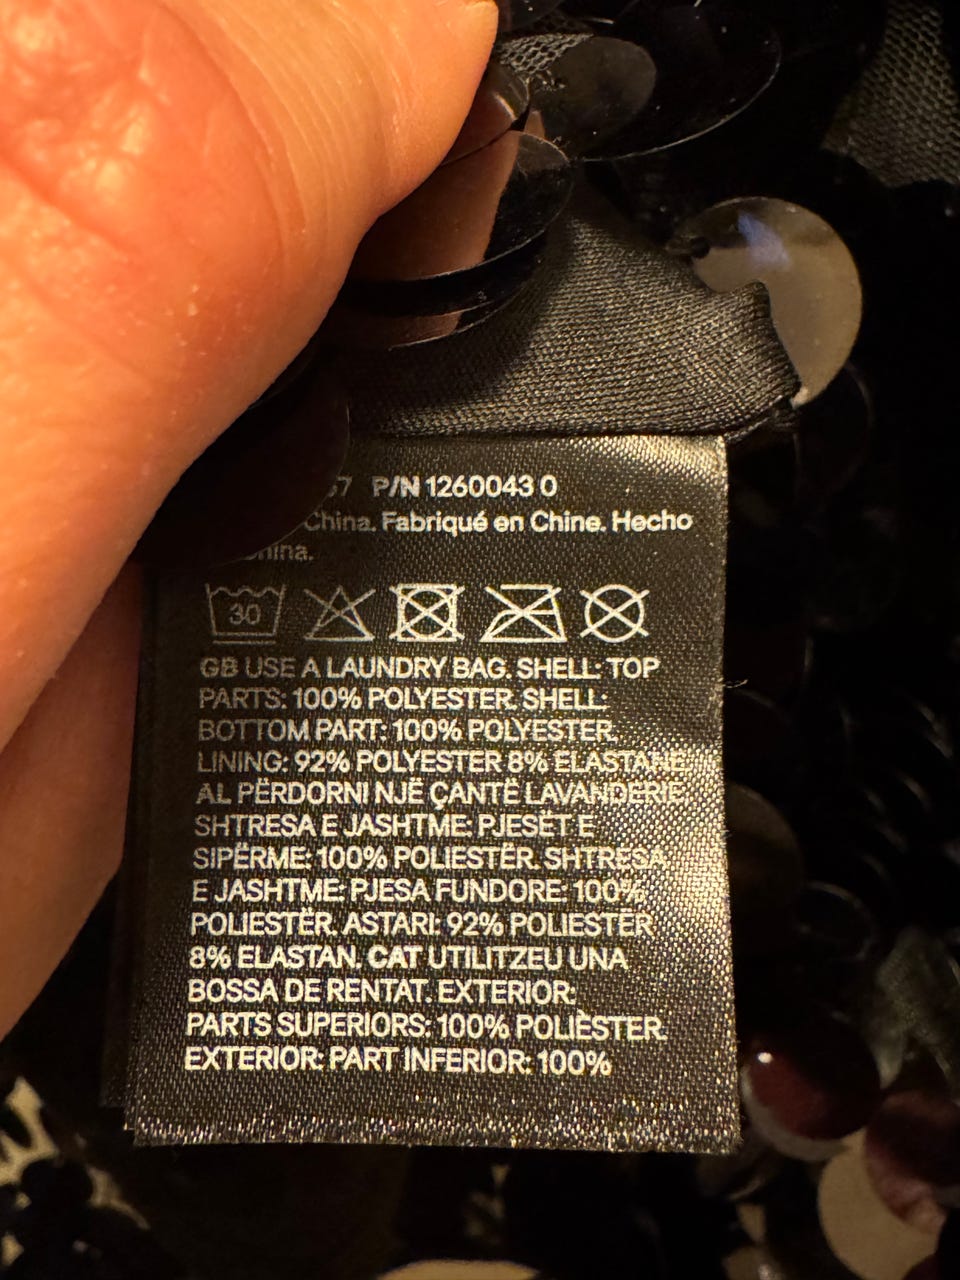 7 P/N 1260043 0
China. Fabriqué en Chine. Hecho
China.
30
GB USE A LAUNDRY BAG. SHELL: TOP
PARTS: 100% POLYESTER. SHELL:
BOTTOM PART: 100% POLYESTER.
LINING: 92% POLYESTER 8% ELASTANE
AL PËRDORNI NJË ÇANTË LAVANDERIE
SHTRESA E JASHTME: PJESËT E
SIPËRME: 100% POLIESTËR. SHTRESA
E JASHTME: PJESA FUNDORE: 100%
POLIESTËR. ASTARI: 92% POLIESTËR
8% ELASTAN. CAT UTILITZEU UNA
BOSSA DE RENTAT. EXTERIOR:
PARTS SUPERIORS: 100% POLIÈSTER.
EXTERIOR: PART INFERIOR: 100%